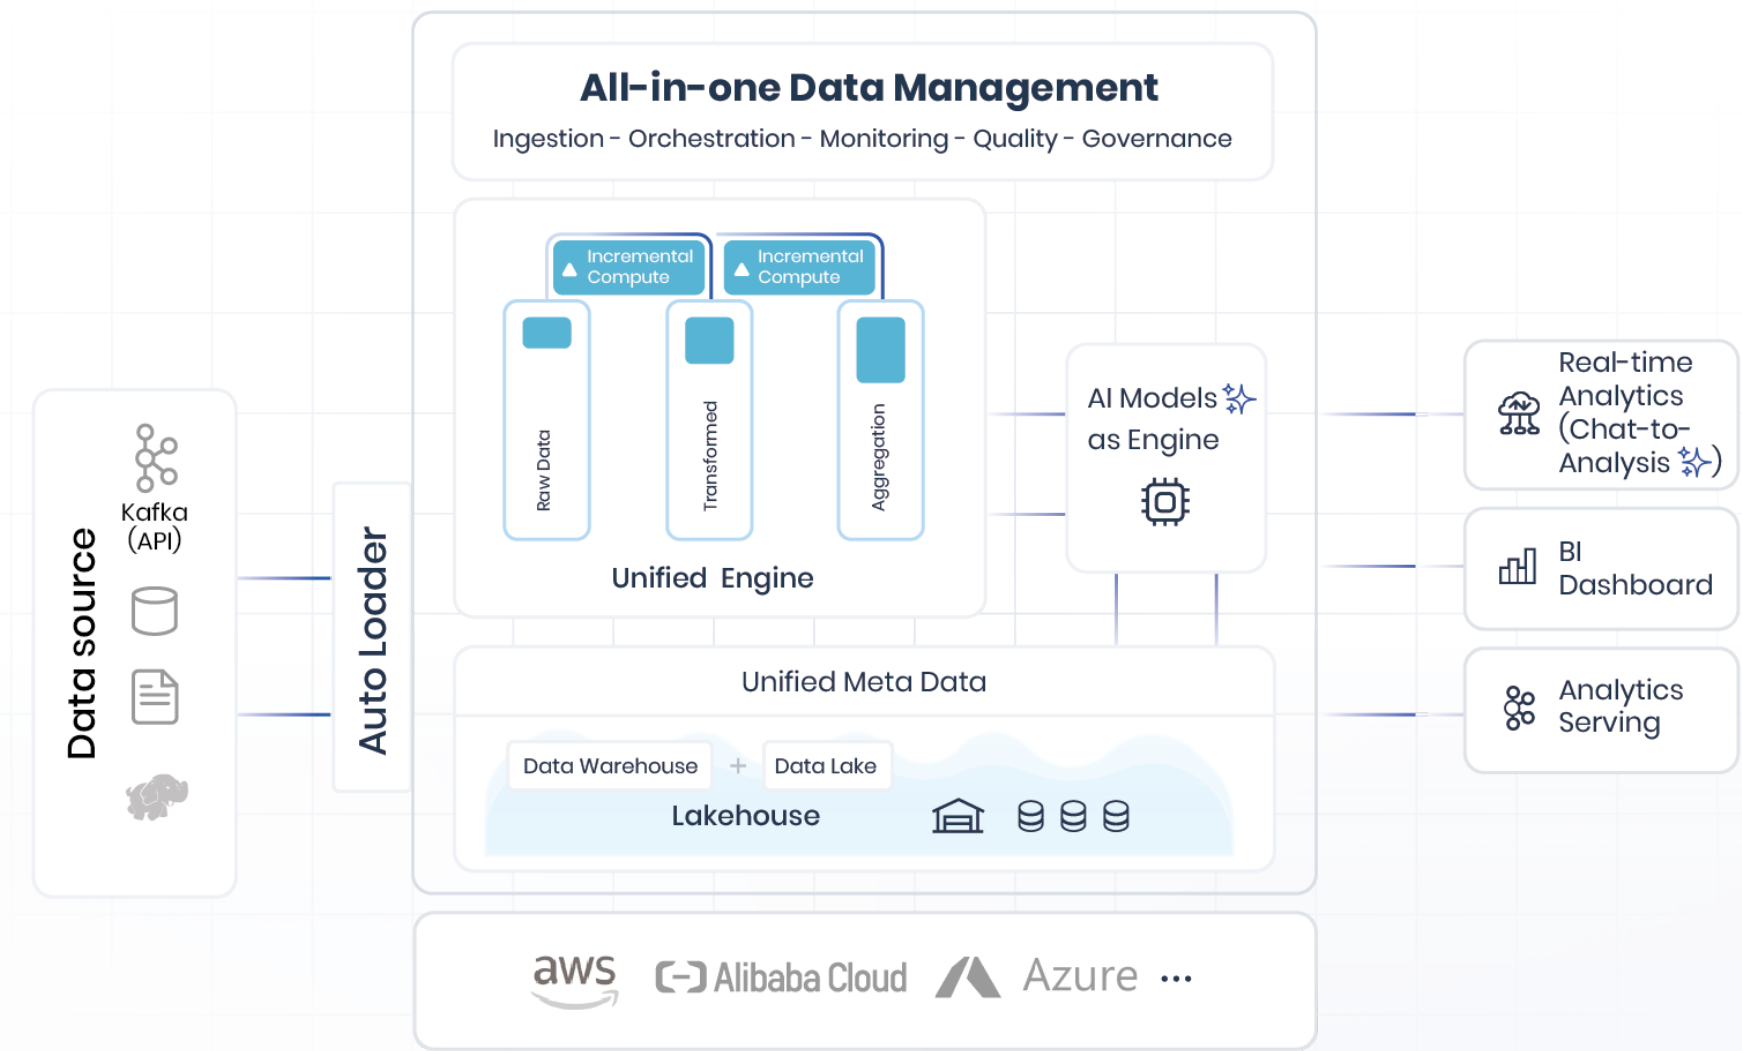 All-in-one Data Management
Ingestion - Orchestration - Monitoring - Quality - Governance
Incremental
Compute
Incremental
Compute
Raw Data
Transformed
Aggregation
Unified Engine
AI Models
as Engine
Data source
Kafka
(API)
Auto Loader
Unified Meta Data
Data Warehouse + Data Lake
Lakehouse
Real-time
Analytics
(Chat-to-
Analysis )
BI
Dashboard
Analytics
Serving
aws
Alibaba Cloud
Azure ...